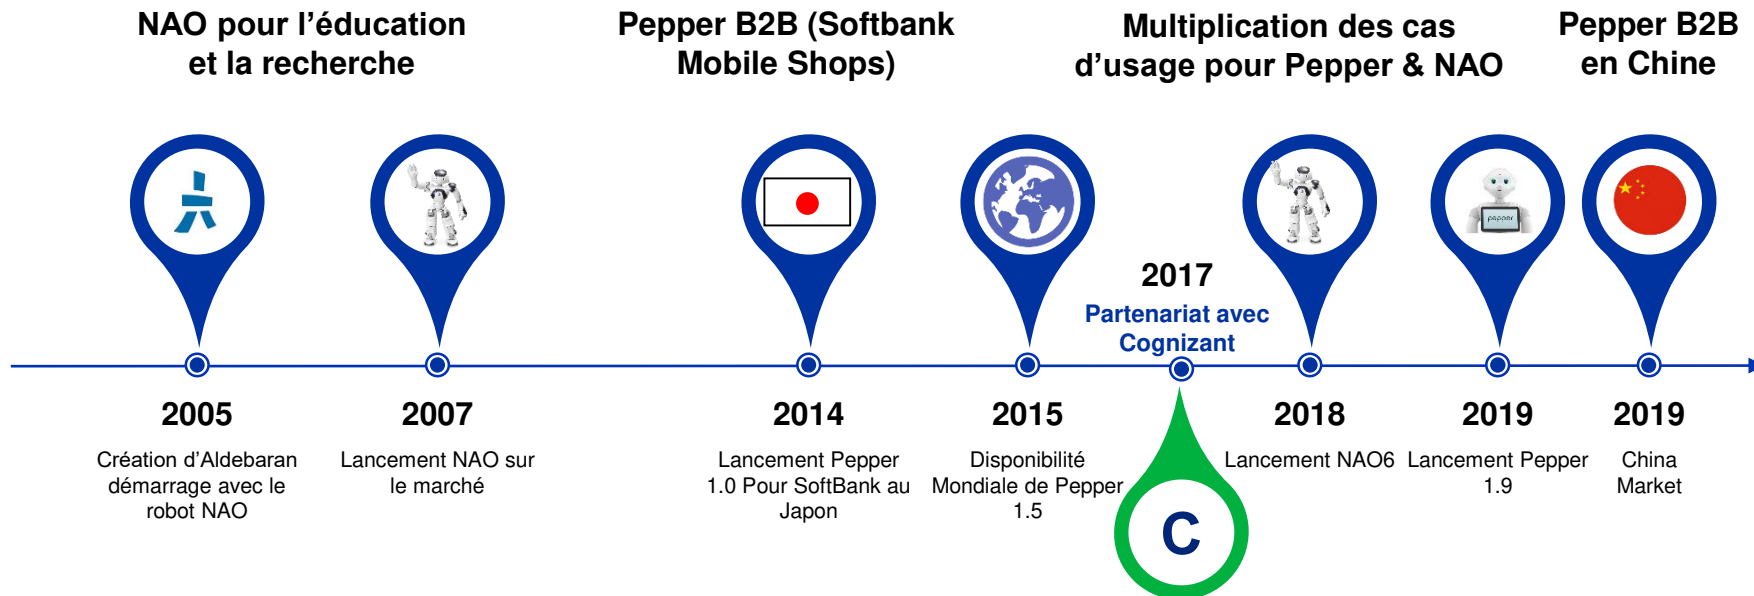 NAO pour l’éducation
et la recherche
Pepper B2B (Softbank
Mobile Shops)
Multiplication des cas
d’usage pour Pepper & NAO
Pepper B2B
en Chine
pepper
2017
Partenariat avec
Cognizant
2005
Création d’Aldebaran
démarrage avec le
robot NAO
2007
Lancement NAO sur
le marché
2014
Lancement Pepper
1.0 Pour SoftBank au
Japon
2015
Disponibilité
Mondiale de Pepper
1.5
C
2018
Lancement NAO6
2019
Lancement Pepper
1.9
2019
China
Market